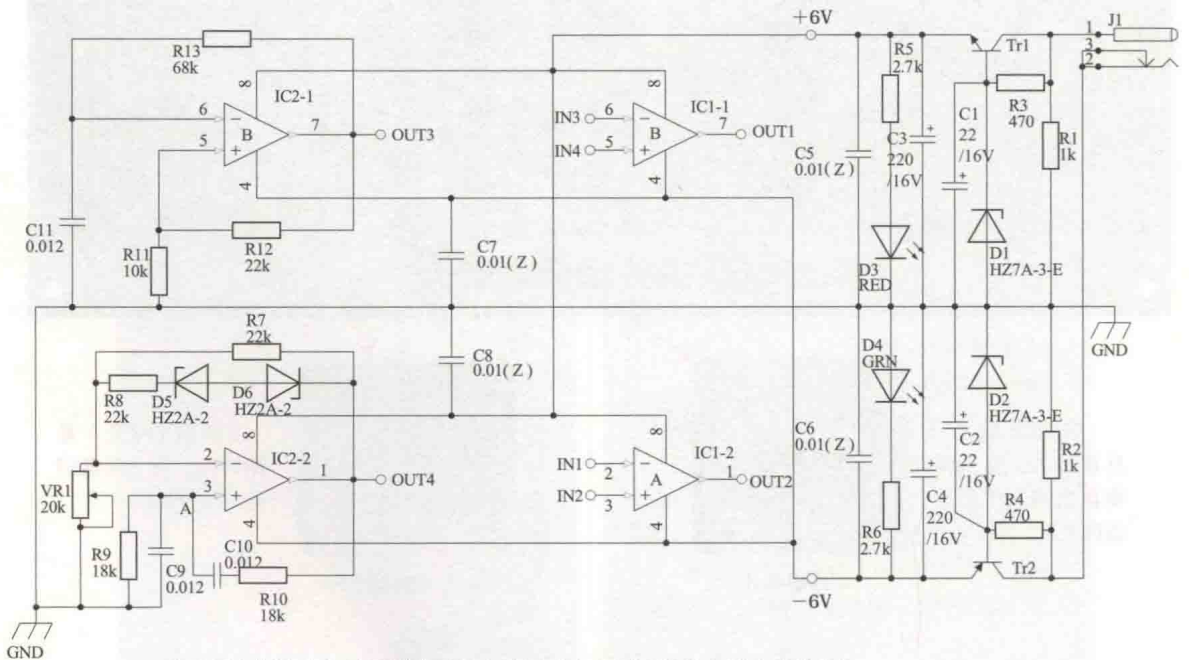 +6V
J1
R13
68k
1
3
2
R5
2.7k
Tr1
8
IC2-1
6
−
B
7
5
+
4
OUT3
8
IC1-1
IN3
6
−
B
7
IN4
5
+
4
OUT1
C5
0.01(Z)
C3
220
/16V
+
C1
22
/16V
+
R3
470
R1
1k
C11
0.012
R11
10k
R12
22k
C7
0.01(Z)
D3
RED
D1
HZ7A-3-E
GND
R7
22k
C8
0.01(Z)
D4
GRN
D2
HZ7A-3-E
R8
22k
D5
HZ2A-2
D6
HZ2A-2
8
IC2-2
2
−
1
3
+
A
4
OUT4
8
IC1-2
IN1
2
−
A
1
IN2
3
+
4
OUT2
C6
0.01(Z)
+
C2
22
/16V
R2
1k
VR1
20k
R9
18k
C9
0.012
C10
0.012
R10
18k
R6
2.7k
+
C4
220
/16V
R4
470
Tr2
−6V
GND